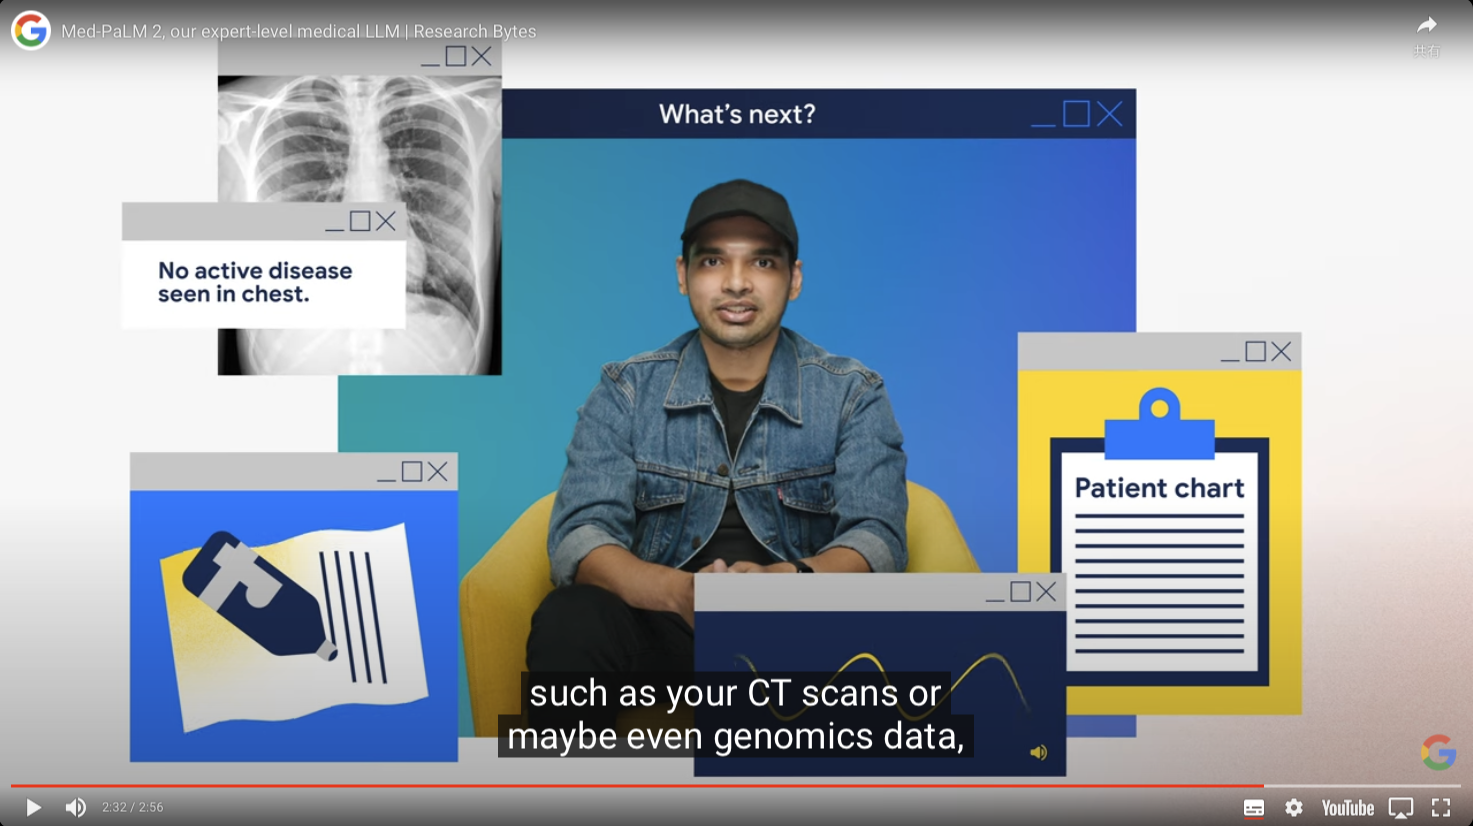 Med-PaLM 2, our expert-level medical LLM | Research Bytes
共有
What's next?
No active disease
seen in chest.
Patient chart
such as your CT scans or
maybe even genomics data,
2:32 / 2:56
YouTube